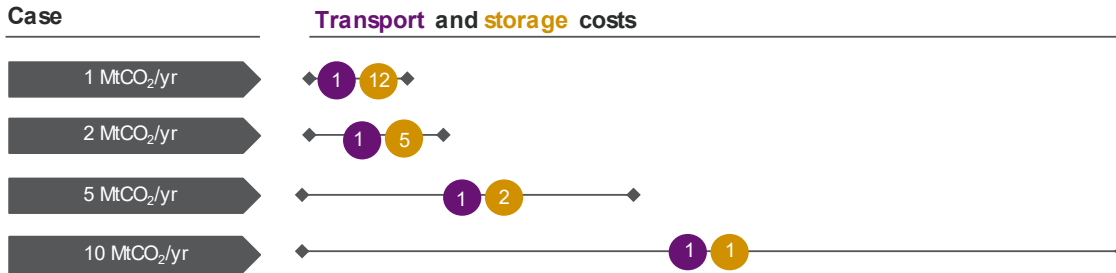 Case Transport and storage costs
1 MtCO₂/yr 1 12
2 MtCO₂/yr 1 5
5 MtCO₂/yr 1 2
10 MtCO₂/yr 1 1